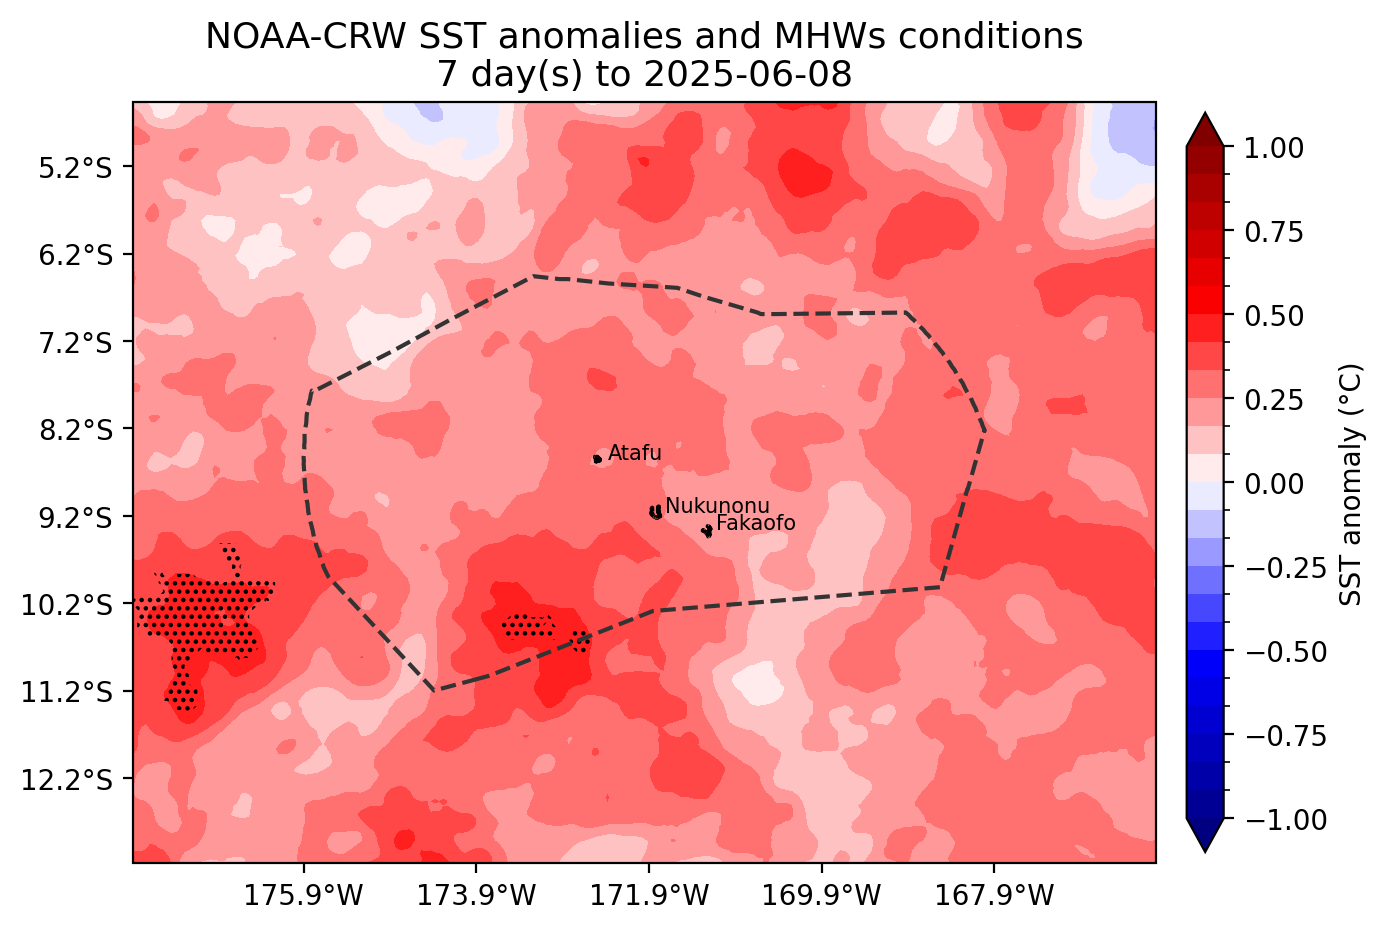 NOAA-CRW SST anomalies and MHWs conditions
7 day(s) to 2025-06-08
5.2°S
6.2°S
7.2°S
8.2°S
9.2°S
10.2°S
11.2°S
12.2°S
Atafu
Nukunonu
Fakaofo
175.9°W
173.9°W
171.9°W
169.9°W
167.9°W
1.00
0.75
0.50
0.25
0.00
−0.25
−0.50
−0.75
−1.00
SST anomaly (°C)